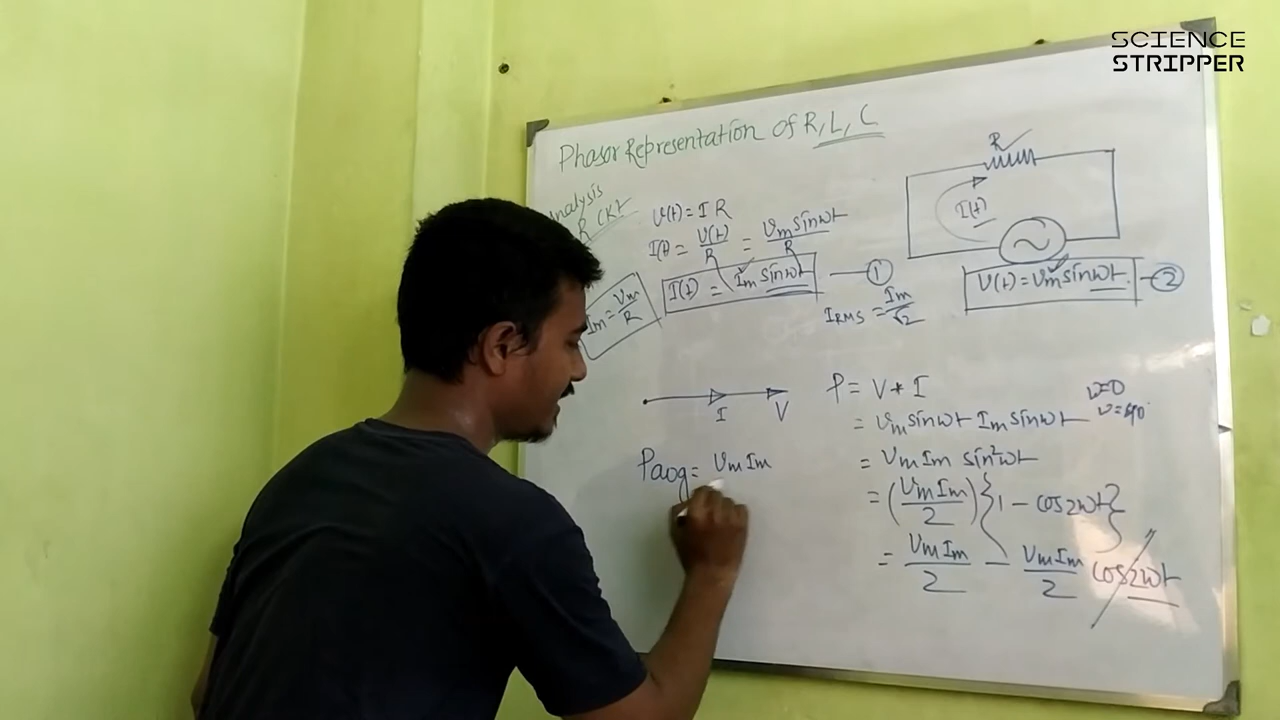 SCIENCE
STRIPPER
Phasor Representation of R, L, C
Analysis
R CKt
V(t) = I R
I(t) = V(t)/R = Vm sinωt/R
I(t) = Im sinωt —①
Im = Vm/R
IRMS = Im/√2
R
I(t)
V(t) = Vm sinωt. —②
I V
Pavg = Vm Im
P = V * I
= Vm sinωt Im sinωt
= Vm Im sin²ωt
= (Vm Im/2) {1 - cos2ωt}
= Vm Im/2 - Vm Im/2 cos2ωt